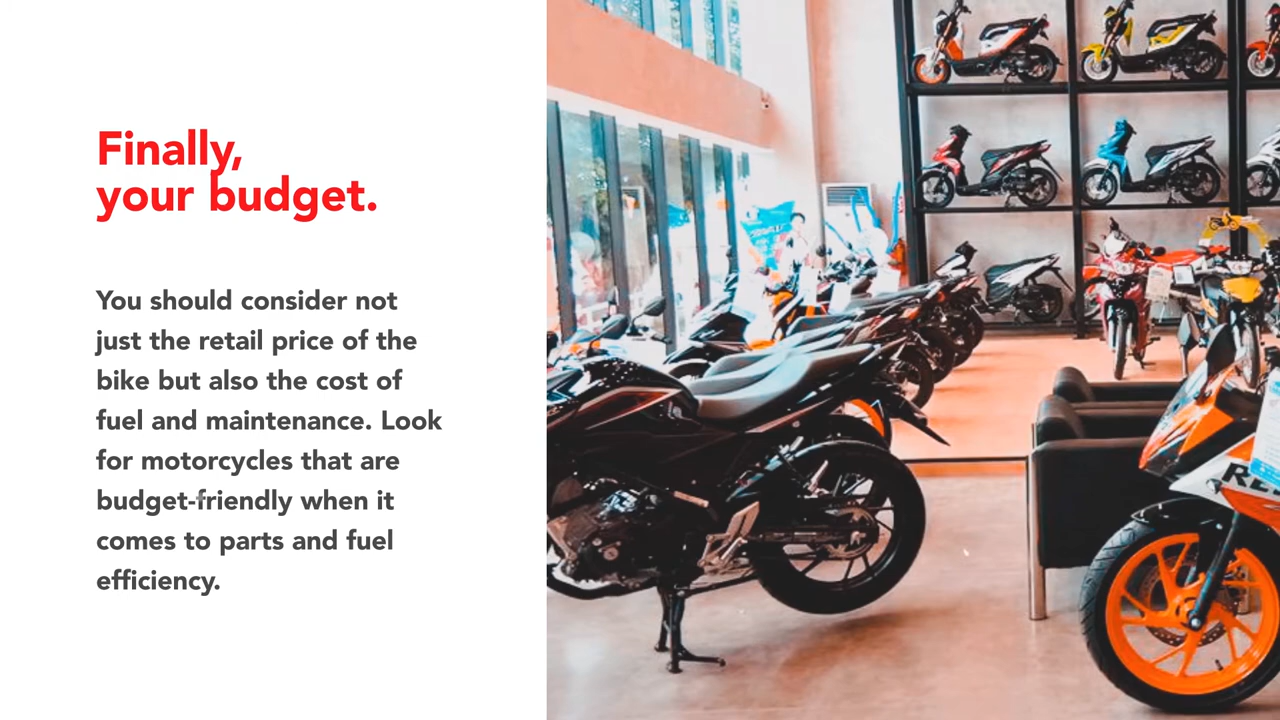 Finally,
your budget.
You should consider not
just the retail price of the
bike but also the cost of
fuel and maintenance. Look
for motorcycles that are
budget-friendly when it
comes to parts and fuel
efficiency.